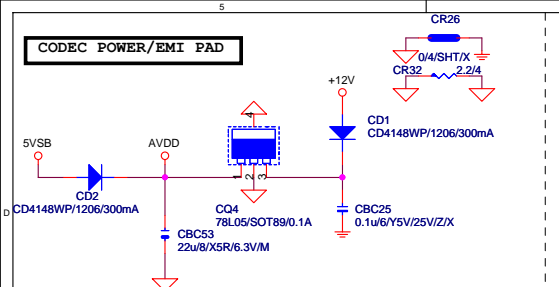 5
CODEC POWER/EMI PAD
CR26
0/4/SHT/X
CR32
2.2/4
+12V
4
CD1
CD4148WP/1206/300mA
5VSB
AVDD
1
2
3
CD2
CD4148WP/1206/300mA
D
CQ4
78L05/SOT89/0.1A
CBC25
0.1u/6/Y5V/25V/Z/X
CBC53
22u/8/X5R/6.3V/M